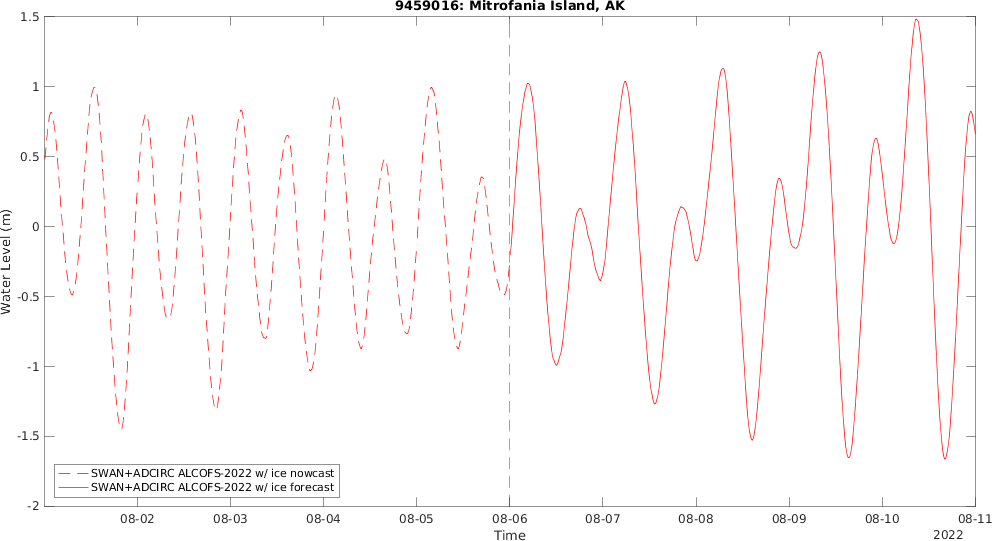 9459016: Mitrofania Island, AK
1.5
1
0.5
0
-0.5
-1
-1.5
-2
Water Level (m)
SWAN+ADCIRC ALCOFS-2022 w/ ice nowcast
SWAN+ADCIRC ALCOFS-2022 w/ ice forecast
08-02 08-03 08-04 08-05 08-06 08-07 08-08 08-09 08-10 08-11
Time
2022